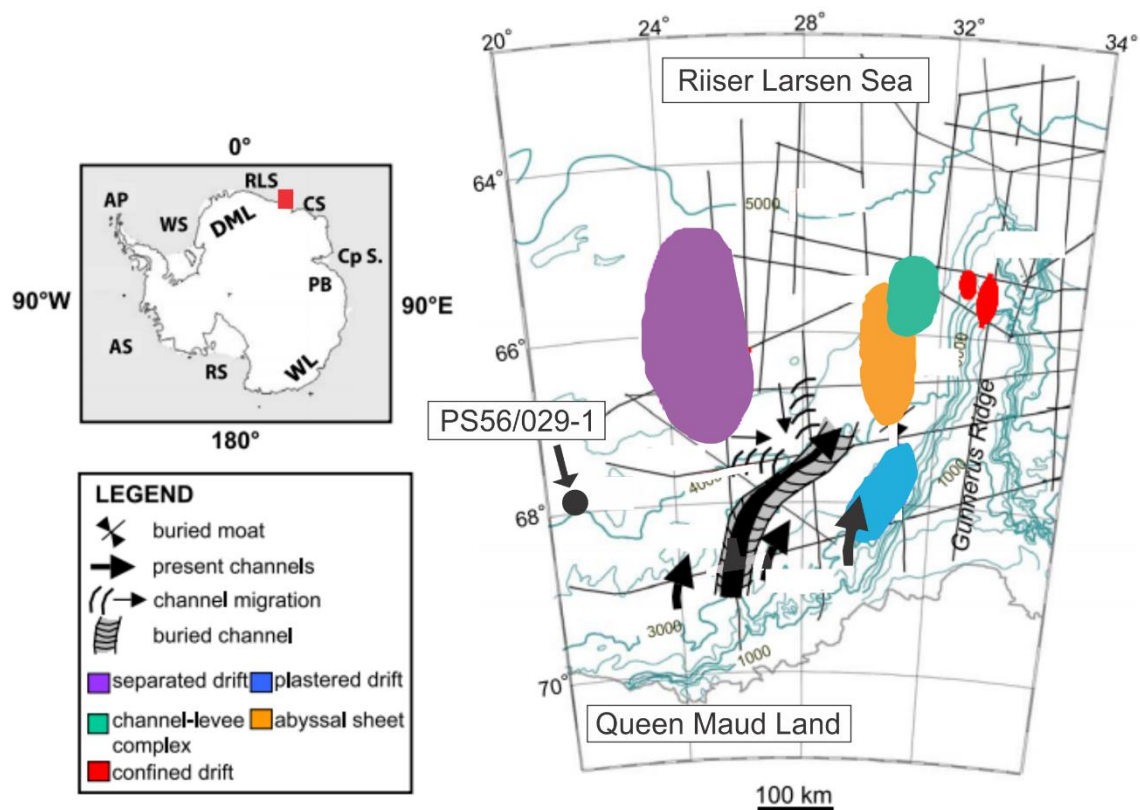 0°
RLS
AP
CS
WS
DML
Cp S.
PB
90°W
90°E
AS
RS
WL
180°
LEGEND
buried moat
present channels
channel migration
buried channel
separated drift
plastered drift
channel-levee
complex
abyssal sheet
confined drift
20°
24°
28°
32°
34°
Riiser Larsen Sea
64°
5000
66°
PS56/029-1
4000
1000
Gunnerus Ridge
68°
3000
1000
70°
Queen Maud Land
100 km